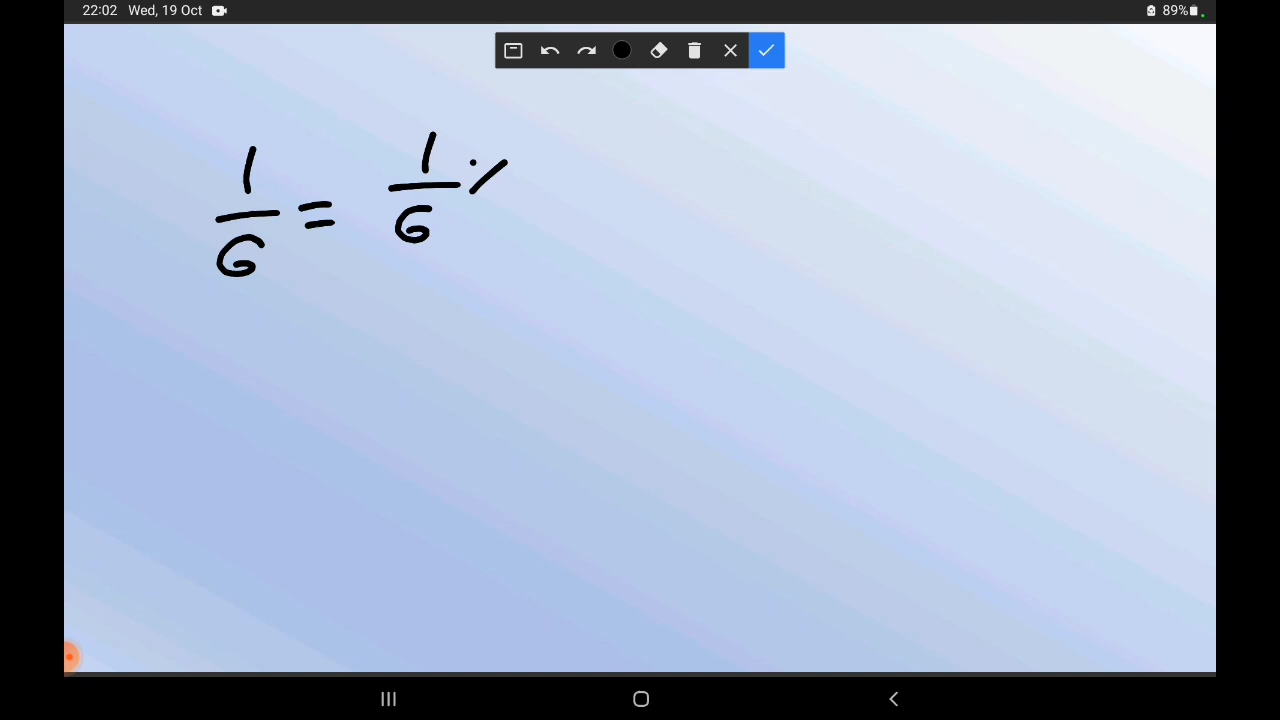 22:02 Wed, 19 Oct 89%
1/6 = 1/6 ٪